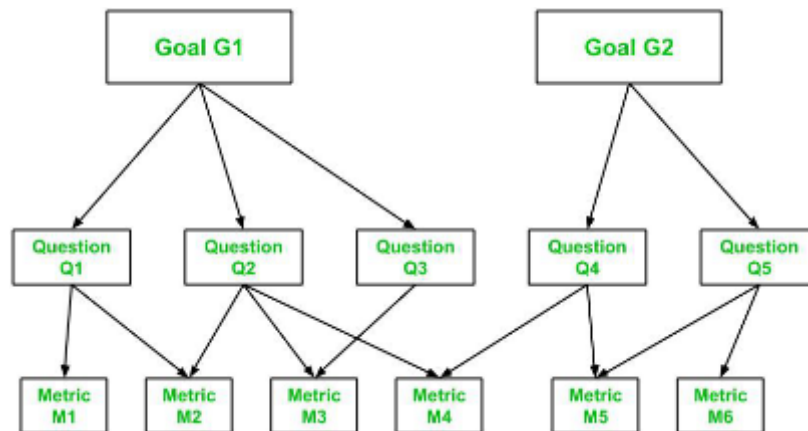 Goal G1
Goal G2
Question
Q1
Question
Q2
Question
Q3
Question
Q4
Question
Q5
Metric
M1
Metric
M2
Metric
M3
Metric
M4
Metric
M5
Metric
M6